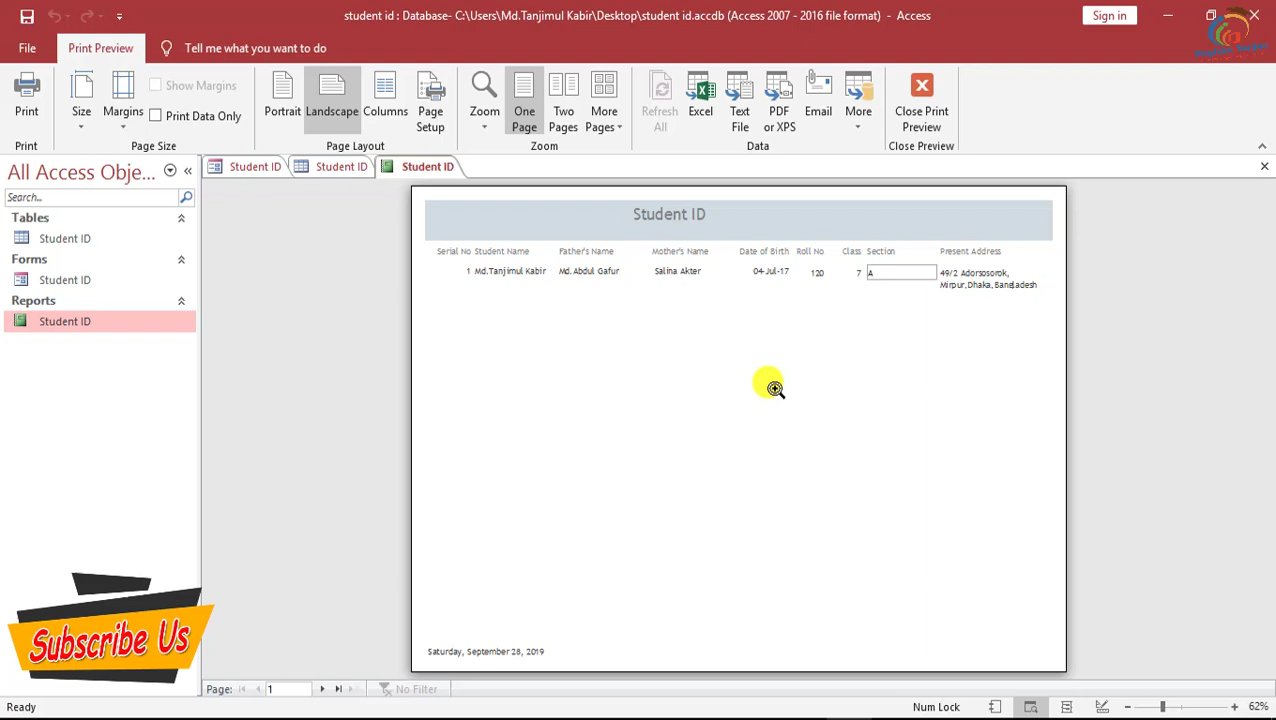 student id : Database- C:\Users\Md.Tanjimul Kabir\Desktop\student id.accdb (Access 2007 - 2016 file format) - Access
Sign in
File
Print Preview
Tell me what you want to do
Print
Size
Margins
Show Margins
Print Data Only
Portrait
Landscape
Columns
Page Setup
Zoom
One Page
Two Pages
More Pages
Refresh All
Excel
Text File
PDF or XPS
Email
More
Close Print Preview
Print
Page Size
Page Layout
Zoom
Data
Close Preview
All Access Obje...
Search...
Tables
Student ID
Forms
Student ID
Reports
Student ID
Student ID
Student ID
Student ID
Student ID
Serial No Student Name Father's Name Mother's Name Date of Birth Roll No Class Section Present Address
1 Md.Tanjimul Kabir Md.Abdul Gafur Salina Akter 04-Jul-17 120 7 A 49/2 Adorsosorok,
Mirpur,Dhaka,Bangladesh
Saturday, September 28, 2019
Subscribe Us
Page: 1 No Filter
Ready
Num Lock
62%